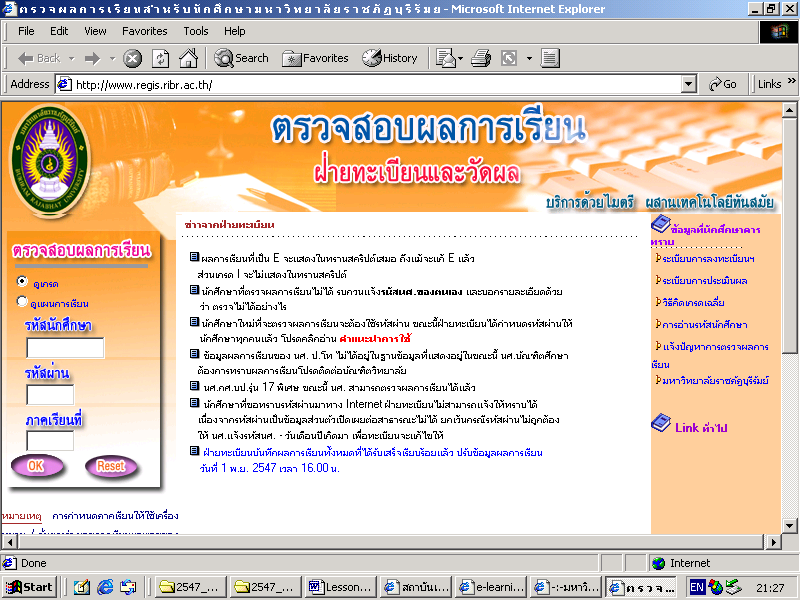 ตรวจการเรียนสำหรับนักศึกษามหาวิทยาลัยราชภัฏบุรีรัมย์ - Microsoft Internet Explorer
File Edit View Favorites Tools Help
Back Search Favorites History
Address http://www.regis.ribr.ac.th/ Go Links »
ตรวจสอบผลการเรียน
ฝ่ายทะเบียนและวัดผล
บริการด้วยไมตรี ผสานเทคโนโลยีทันสมัย
BURIRAM RAJABHAT UNIVERSITY
ตรวจสอบผลการเรียน
ดูเกรด
ดูแผนการเรียน
รหัสนักศึกษา
รหัสผ่าน
ภาคเรียนที่
OK Reset
หมายเหตุ การกำหนดภาคเรียนให้ใช้เครื่อง
ข่าวจากฝ่ายทะเบียน
ผลการเรียนที่เป็น E จะแสดงในทรานสคริปต์เสมอ ถึงแม้จะแก้ E แล้ว
ส่วนเกรด I จะไม่แสดงในทรานสคริปต์
นักศึกษาที่ตรวจผลการเรียนไม่ได้ รบกวนแจ้งรหัสนศ.ของตนเอง และบอกรายละเอียดด้วย
ว่า ตรวจไม่ได้อย่างไร
นักศึกษาใหม่ที่จะตรวจผลการเรียนจะต้องใช้รหัสผ่าน ขณะนี้ฝ่ายทะเบียนได้กำหนดรหัสผ่านให้
นักศึกษาทุกคนแล้ว โปรดคลิกอ่าน คำแนะนำการใช้
ข้อมูลผลการเรียนของ นศ. ป.โท ไม่ได้อยู่ในฐานข้อมูลที่แสดงอยู่ในขณะนี้ นศ.บัณฑิตศึกษา
ต้องการทราบผลการเรียนโปรดติดต่อบัณฑิตวิทยาลัย
นศ.กศ.บป.รุ่น 17 พิเศษ ขณะนี้ นศ. สามารถตรวจผลการเรียนได้แล้ว
นักศึกษาที่ขอทราบรหัสผ่านมาทาง Internet ฝ่ายทะเบียนไม่สามารถแจ้งให้ทราบได้
เนื่องจากรหัสผ่านเป็นข้อมูลส่วนตัวเปิดเผยต่อสาธารณะไม่ได้ ยกเว้นกรณีรหัสผ่านไม่ถูกต้อง
ให้ นศ.แจ้งรหัสนศ. - วันเดือนปีเกิดมา เพื่อทะเบียนจะแก้ไขให้
ฝ่ายทะเบียนบันทึกผลการเรียนทั้งหมดที่ได้รับเสร็จเรียบร้อยแล้ว ปรับข้อมูลผลการเรียน
วันที่ 1 พ.ย. 2547 เวลา 16.00 น.
ข้อมูลที่นักศึกษาควร
ทราบ
ระเบียบการลงทะเบียนฯ
ระเบียบการประเมินผล
วิธีคิดเกรดเฉลี่ย
การอ่านรหัสนักศึกษา
แจ้งปัญหาการตรวจผลการ
เรียน
มหาวิทยาลัยราชภัฏบุรีรัมย์
Link ทั่วไป
Done Internet
Start 2547_... 2547_... Lesson... สถาบัน... e-learni... -:-มหาวิ... ตรวจ... EN 21:27